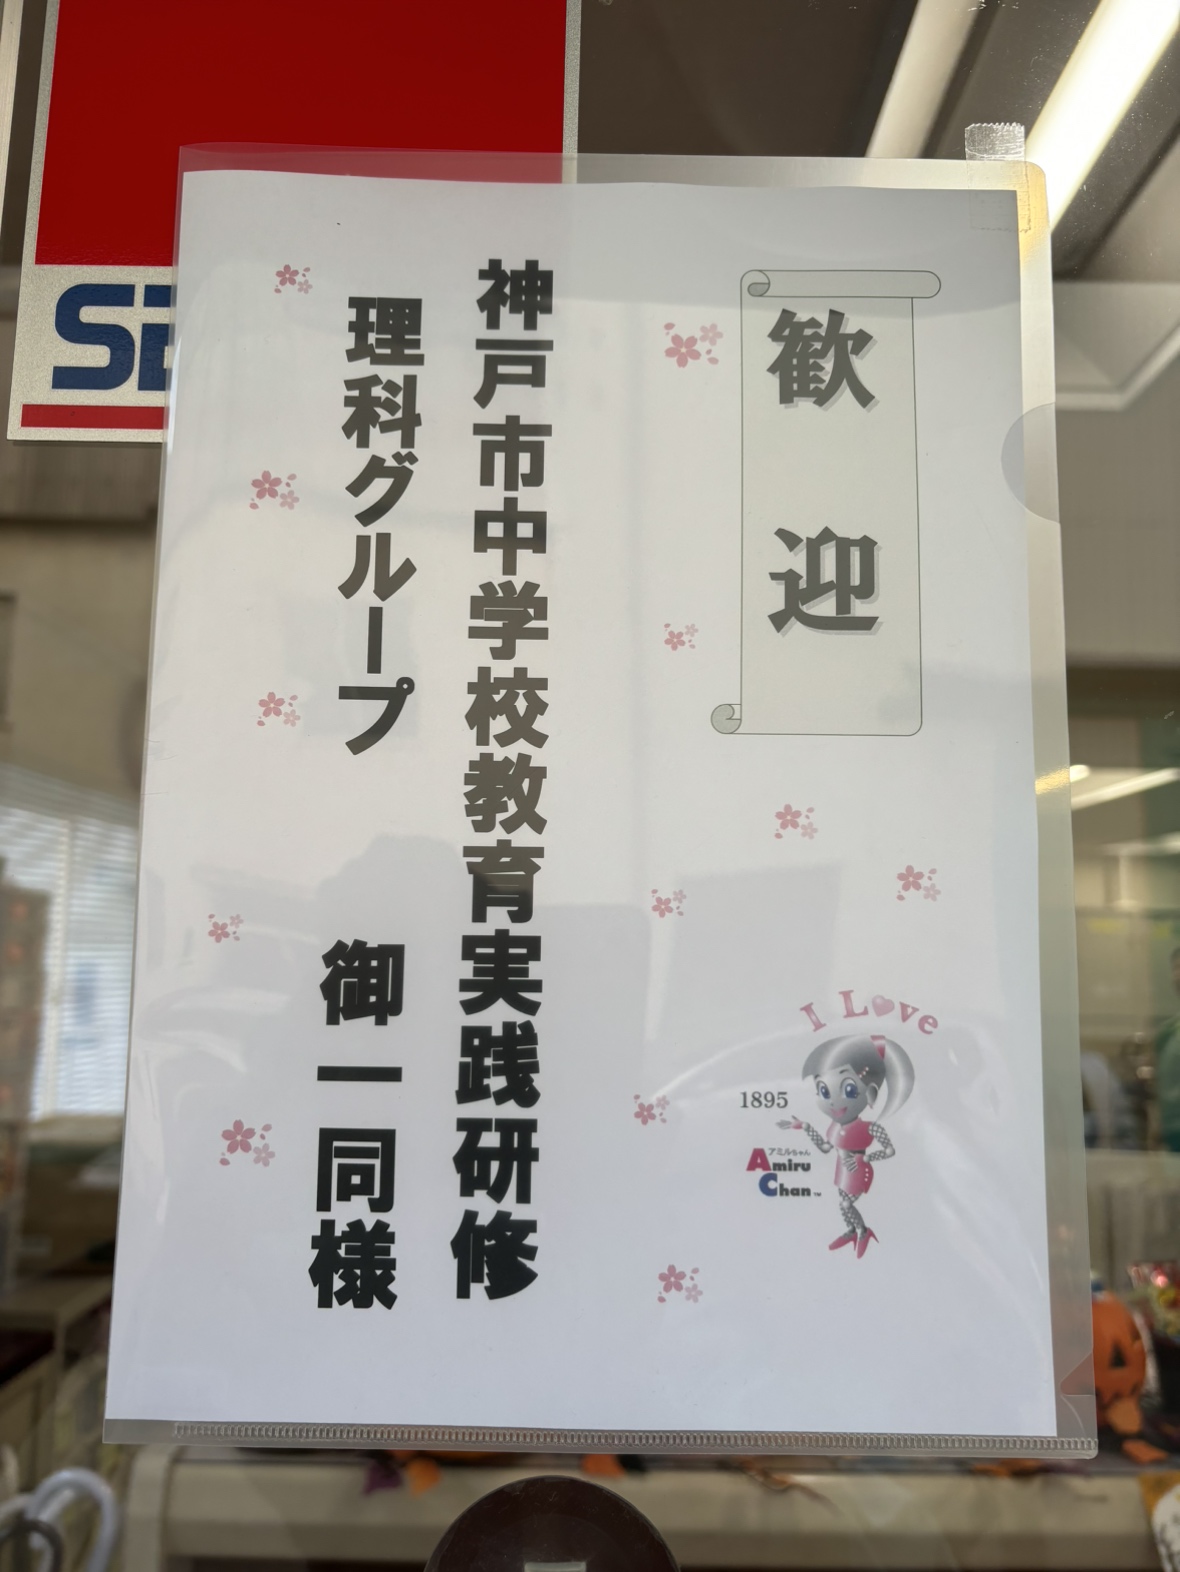 歓迎
神戸市中学校教育実践研修
理科グループ 御一同様
I Love
1895
アミルちゃん
Amiru
Chan™